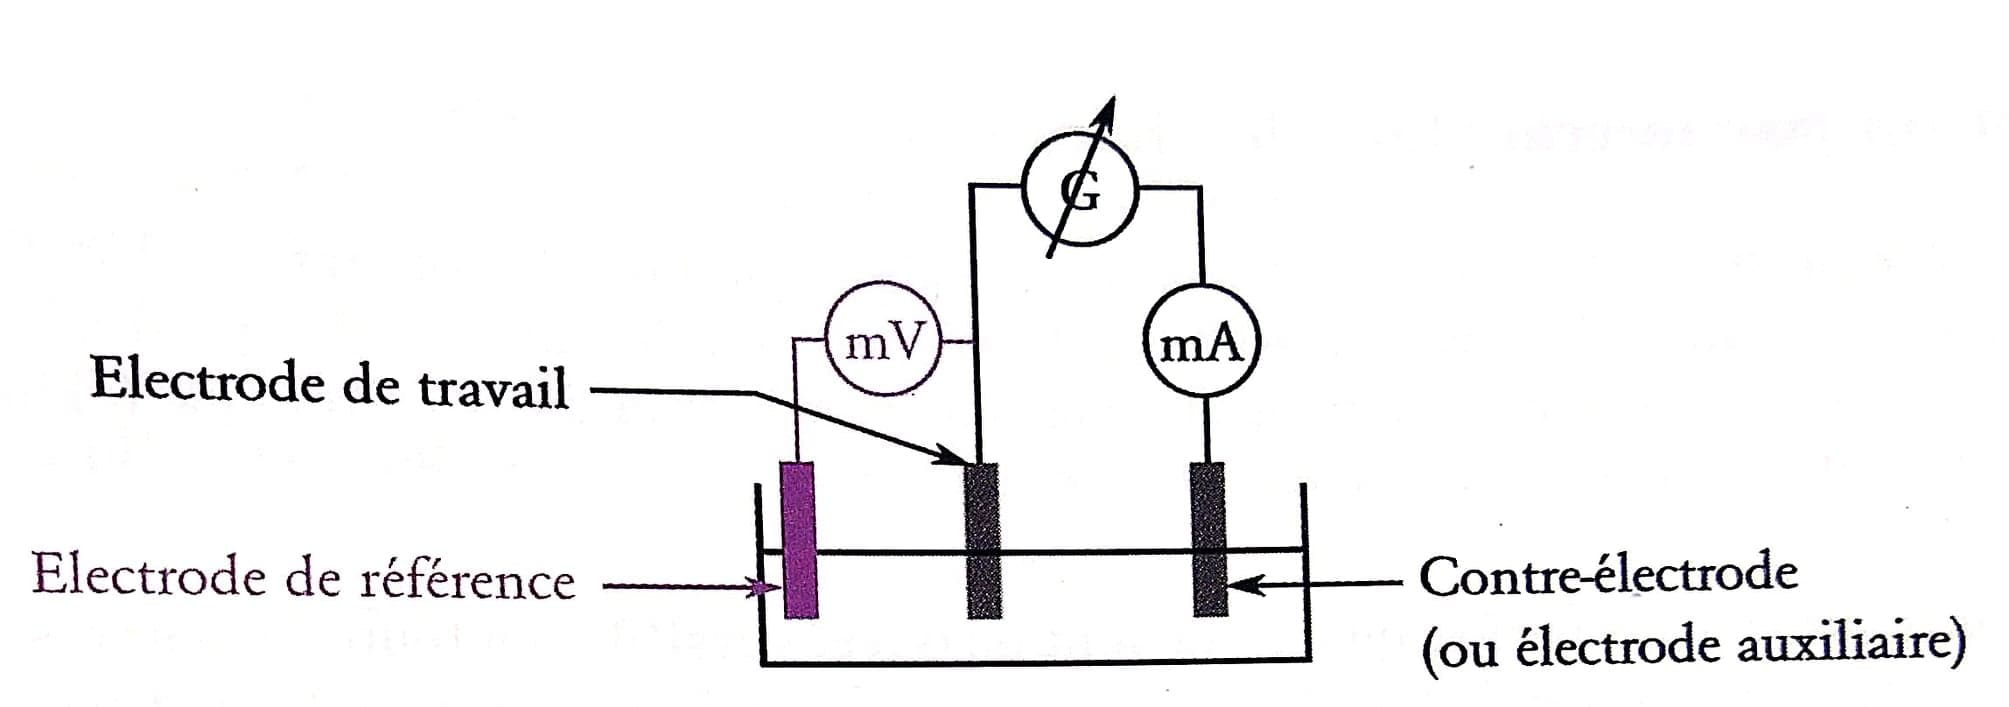 G
mV
mA
Electrode de travail
Electrode de référence
Contre-électrode
(ou électrode auxiliaire)